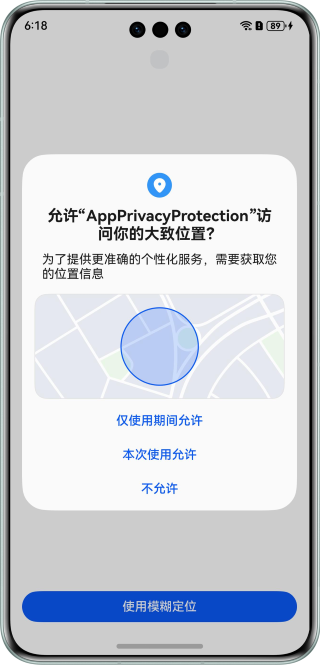 6:18
89
允许“AppPrivacyProtection”访
问你的大致位置？
为了提供更准确的个性化服务，需要获取您
的位置信息
仅使用期间允许
本次使用允许
不允许
使用模糊定位